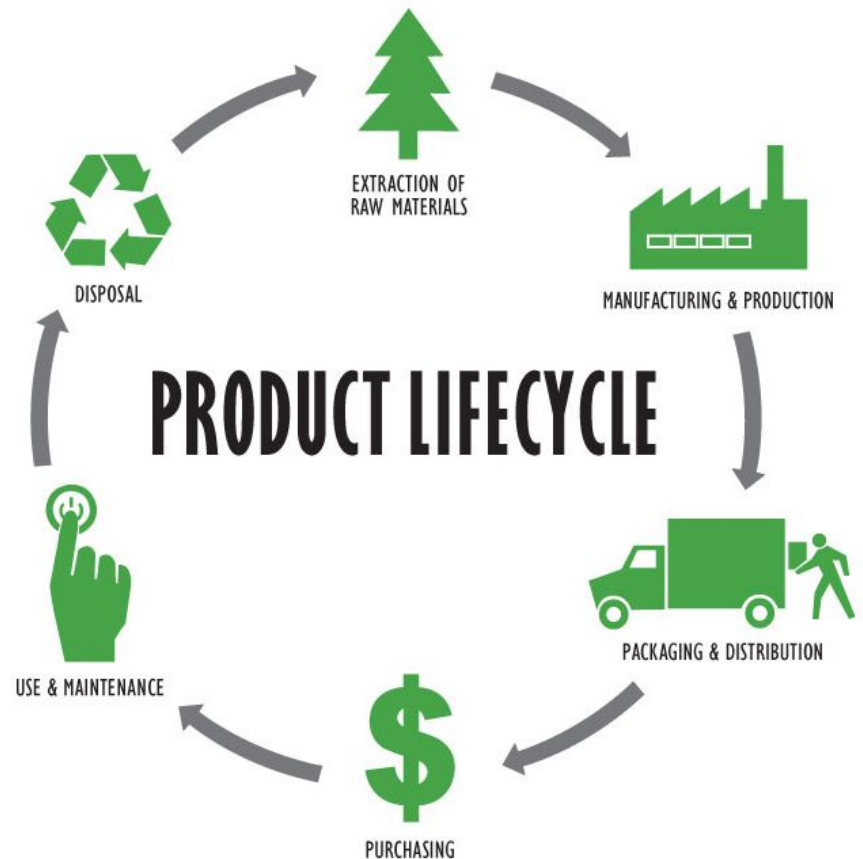 EXTRACTION OF
RAW MATERIALS
MANUFACTURING & PRODUCTION
PACKAGING & DISTRIBUTION
PURCHASING
USE & MAINTENANCE
DISPOSAL
PRODUCT LIFECYCLE